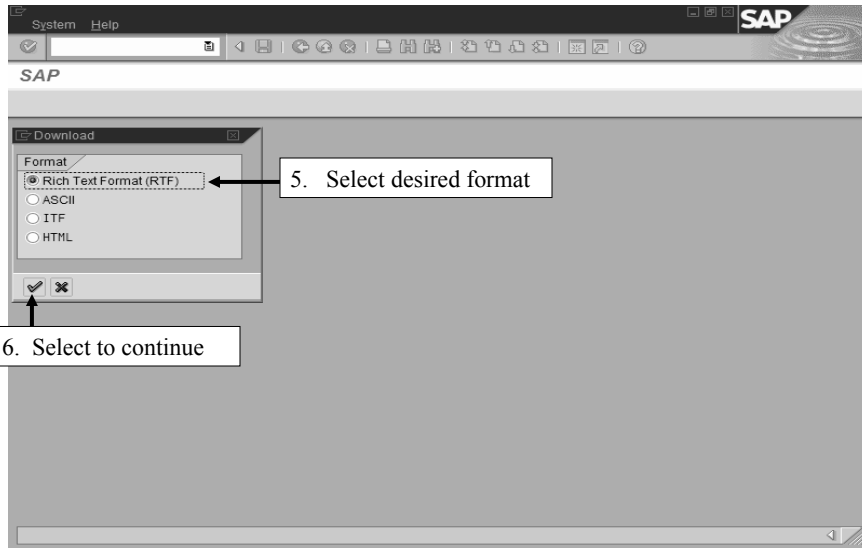 System Help
SAP
SAP
Download
Format
Rich Text Format (RTF)
ASCII
ITF
HTML
5. Select desired format
6. Select to continue